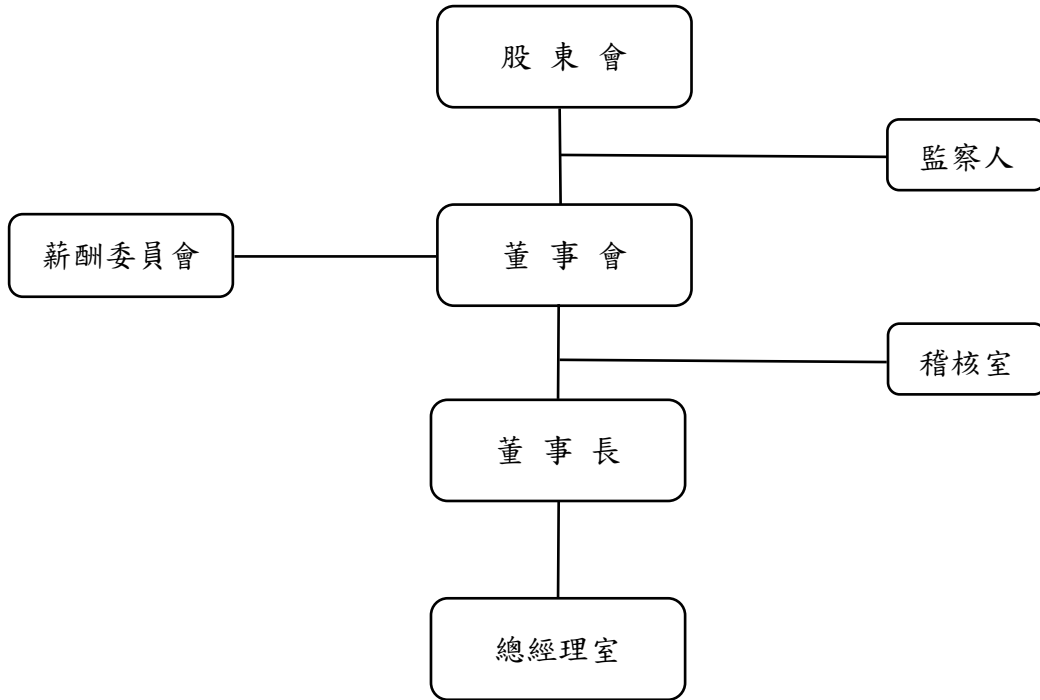 股 東 會
監察人
薪酬委員會
董 事 會
稽核室
董 事 長
總經理室